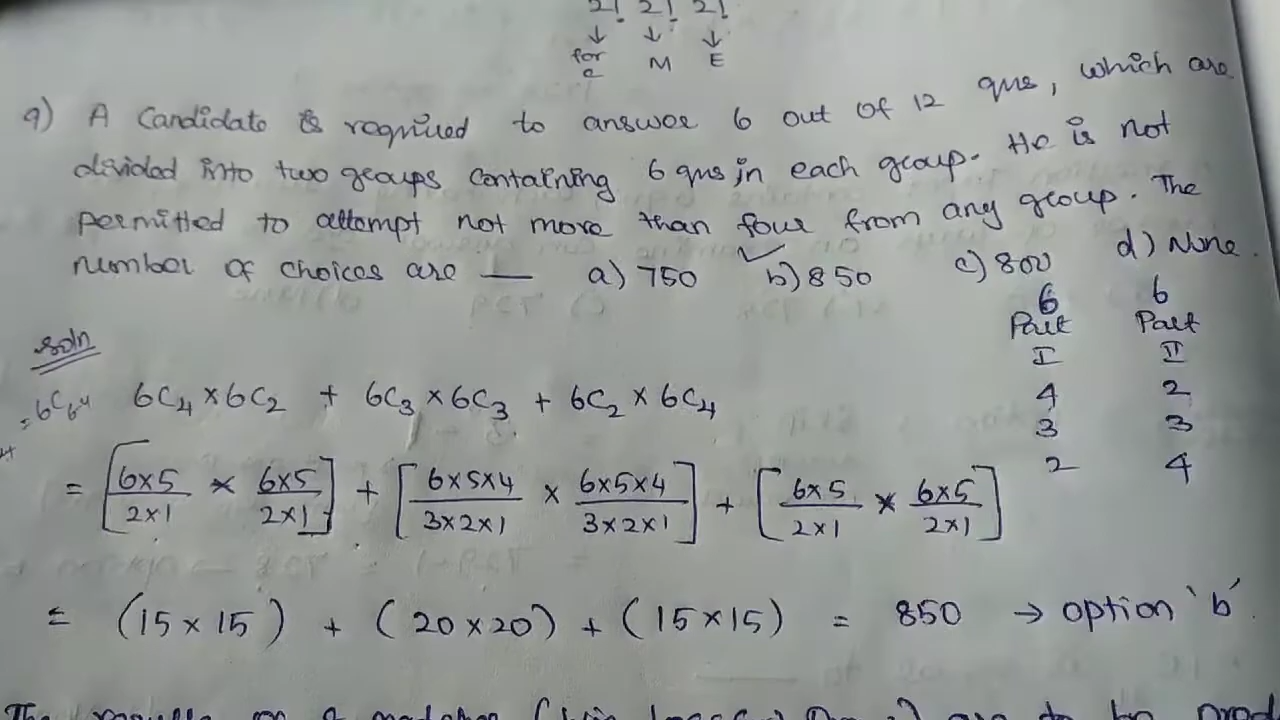 2! 2! 2!
↓ ↓ ↓
for M E
a
9) A Candidate is required to answer 6 out of 12 qns, which are
divided into two groups containing 6 qns in each group. He is not
permitted to attempt not more than four from any group. The
number of choices are — a) 750 b) 850 c) 800 d) None.
6 6
Part Part
I II
soln
6C4 × 6C2 + 6C3 × 6C3 + 6C2 × 6C4
4 2
3 3
2 4
= [6×5/2×1 × 6×5/2×1] + [6×5×4/3×2×1 × 6×5×4/3×2×1] + [6×5/2×1 × 6×5/2×1]
= (15×15) + (20×20) + (15×15) = 850 → option 'b'.
The